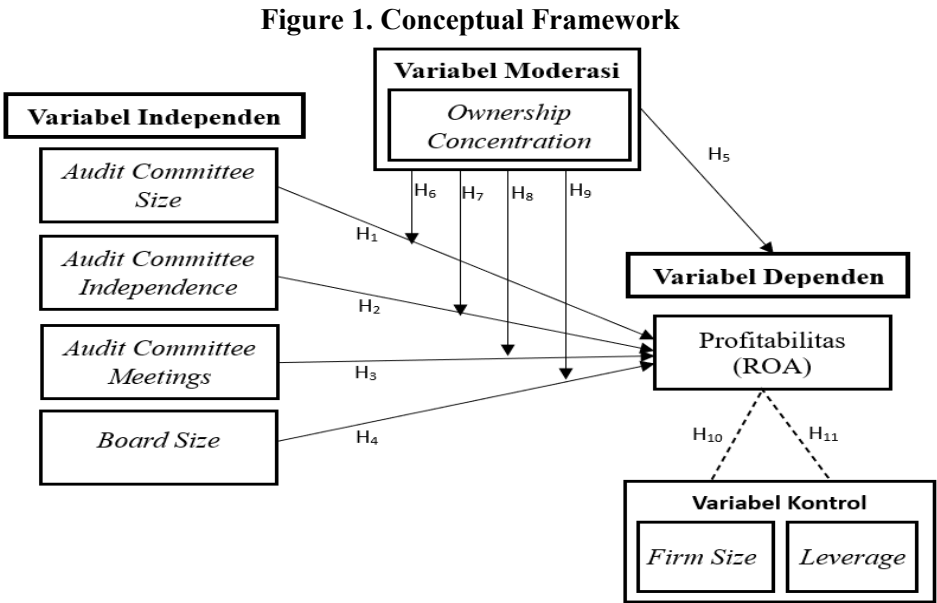 Figure 1. Conceptual Framework
Variabel Moderasi
Ownership
Concentration
Variabel Independen
Audit Committee
Size
Audit Committee
Independence
Audit Committee
Meetings
Board Size
H1
H2
H3
H4
H6
H7
H8
H9
H5
Variabel Dependen
Profitabilitas
(ROA)
H10
H11
Variabel Kontrol
Firm Size
Leverage